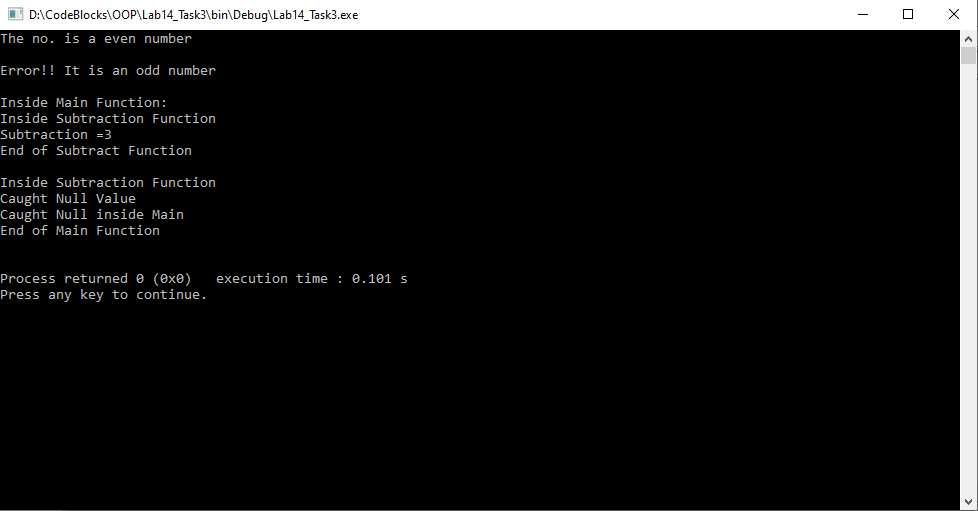 D:\CodeBlocks\OOP\Lab14_Task3\bin\Debug\Lab14_Task3.exe
The no. is a even number
Error!! It is an odd number
Inside Main Function:
Inside Subtraction Function
Subtraction =3
End of Subtract Function
Inside Subtraction Function
Caught Null Value
Caught Null inside Main
End of Main Function
Process returned 0 (0x0)   execution time : 0.101 s
Press any key to continue.